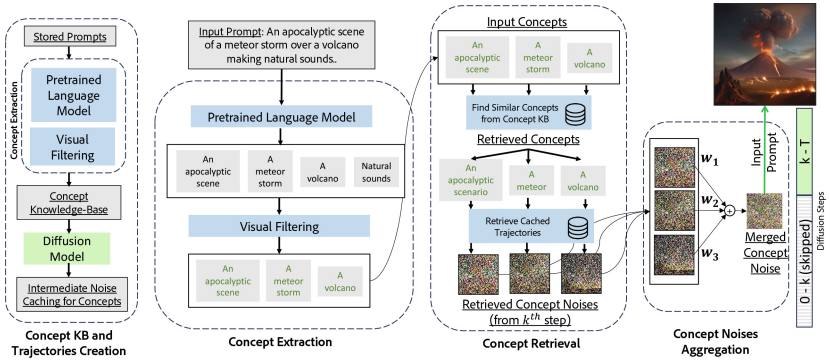 Stored Prompts
Concept Extraction
Pretrained
Language
Model
Visual
Filtering
Concept
Knowledge-Base
Diffusion
Model
Intermediate Noise
Caching for Concepts
Concept KB and
Trajectories Creation
Input Prompt: An apocalyptic scene
of a meteor storm over a volcano
making natural sounds..
Pretrained Language Model
An
apocalyptic
scene
A
meteor
storm
A
volcano
Natural
sounds
Visual Filtering
An
apocalyptic
scene
A
meteor
storm
A
volcano
Concept Extraction
Input Concepts
An
apocalyptic
scene
A
meteor
storm
A
volcano
Find Similar Concepts
from Concept KB
Retrieved Concepts
An
apocalyptic
scenario
A
meteor
A
volcano
Retrieve Cached
Trajectories
Retrieved Concept Noises
(from kth step)
Concept Retrieval
w1
w2
w3
Input
Prompt
Merged
Concept
Noise
Concept Noises
Aggregation
k - T
0 - k (skipped)
Diffusion Steps